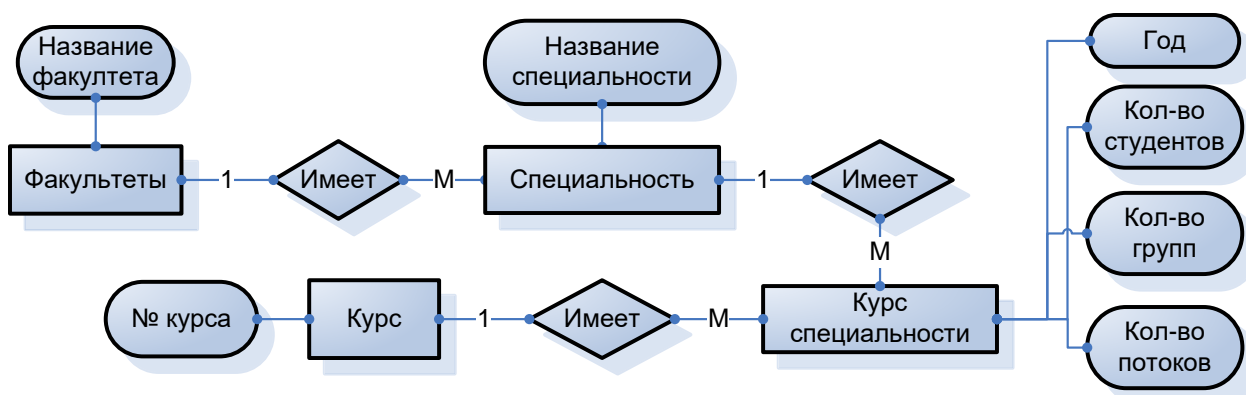 Название
факултета
Название
специальности
Год
Кол-во
студентов
Факультеты
1
Имеет
М
Специальность
1
Имеет
М
Кол-во
групп
№ курса
Курс
1
Имеет
М
Курс
специальности
Кол-во
потоков